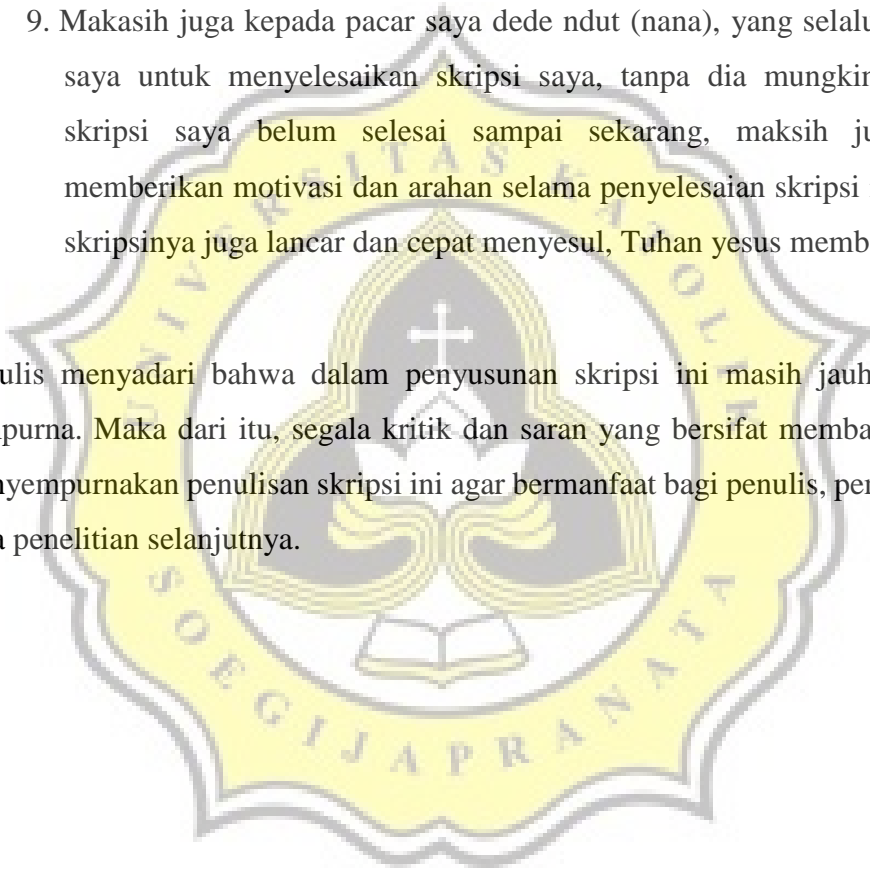 9. Makasih juga kepada pacar saya dede ndut (nana), yang selalu
saya untuk menyelesaikan skripsi saya, tanpa dia mungkin
skripsi saya belum selesai sampai sekarang, maksih ju
memberikan motivasi dan arahan selama penyelesaian skripsi
skripsinya juga lancar dan cepat menyesul, Tuhan yesus memb
ulis menyadari bahwa dalam penyusunan skripsi ini masih jauh
purna. Maka dari itu, segala kritik dan saran yang bersifat memba
nyempurnakan penulisan skripsi ini agar bermanfaat bagi penulis, per
a penelitian selanjutnya.
UNIVERSITAS KATOLIK
SOEGIJAPRANATA